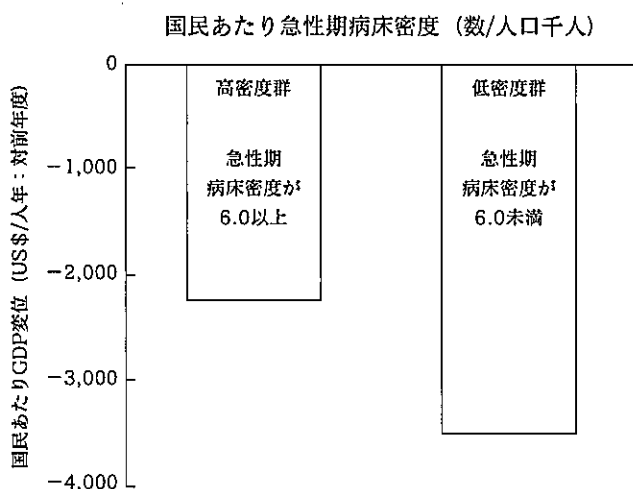 国民あたり急性期病床密度（数/人口千人）
国民あたりGDP変位（US$/人年：対前年度）
0
−1,000
−2,000
−3,000
−4,000
高密度群
急性期
病床密度が
6.0以上
低密度群
急性期
病床密度が
6.0未満